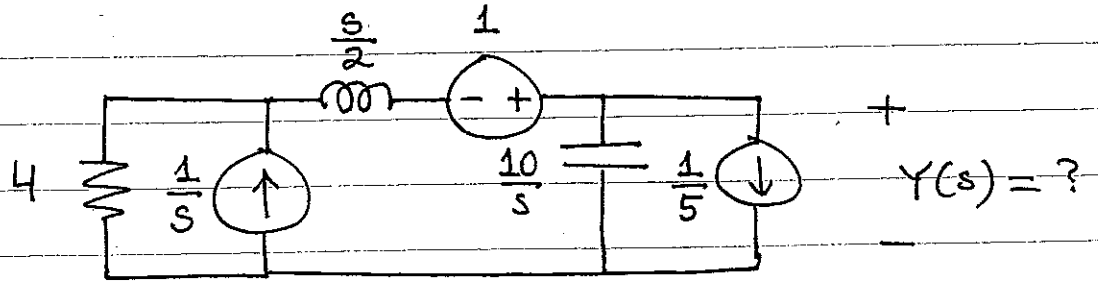 s/2
1
4
1/s
- +
10/s
1/5
+
Y(s) = ?
-